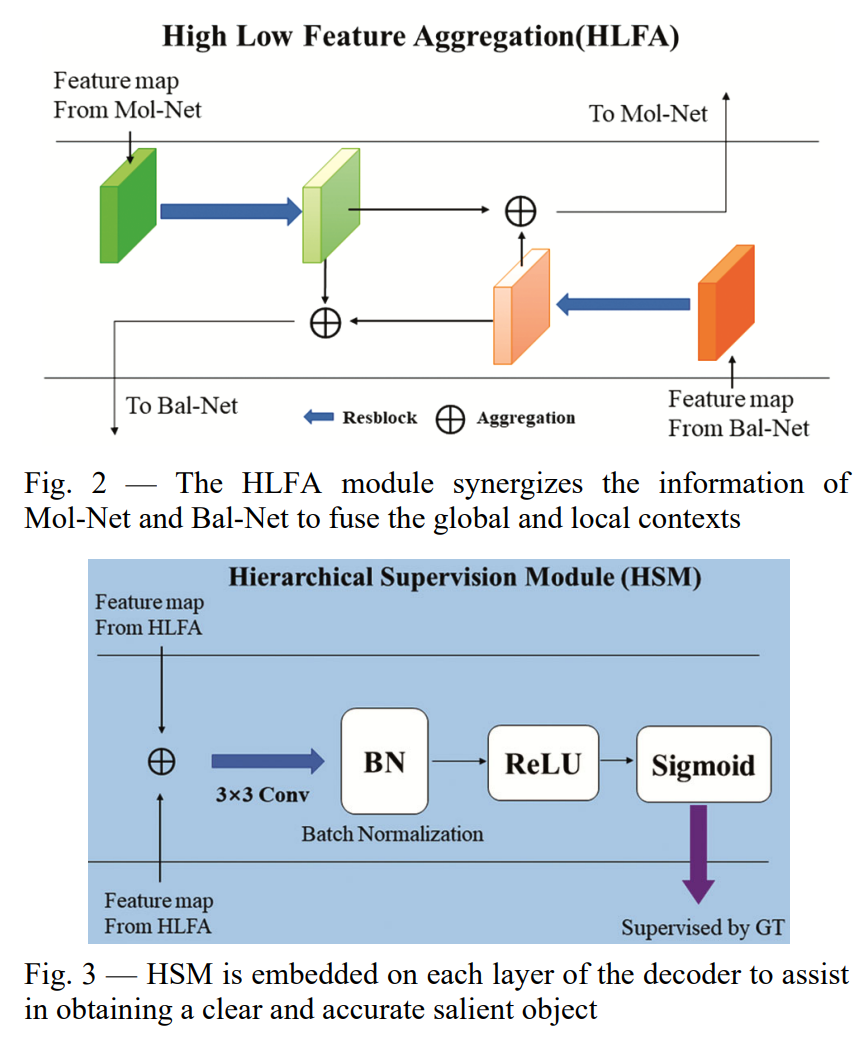 High Low Feature Aggregation(HLFA)
Feature map
From Mol-Net
To Mol-Net
To Bal-Net
Resblock
Aggregation
Feature map
From Bal-Net
Fig. 2 — The HLFA module synergizes the information of
Mol-Net and Bal-Net to fuse the global and local contexts
Hierarchical Supervision Module (HSM)
Feature map
From HLFA
3×3 Conv
BN
Batch Normalization
ReLU
Sigmoid
Feature map
From HLFA
Supervised by GT
Fig. 3 — HSM is embedded on each layer of the decoder to assist
in obtaining a clear and accurate salient object